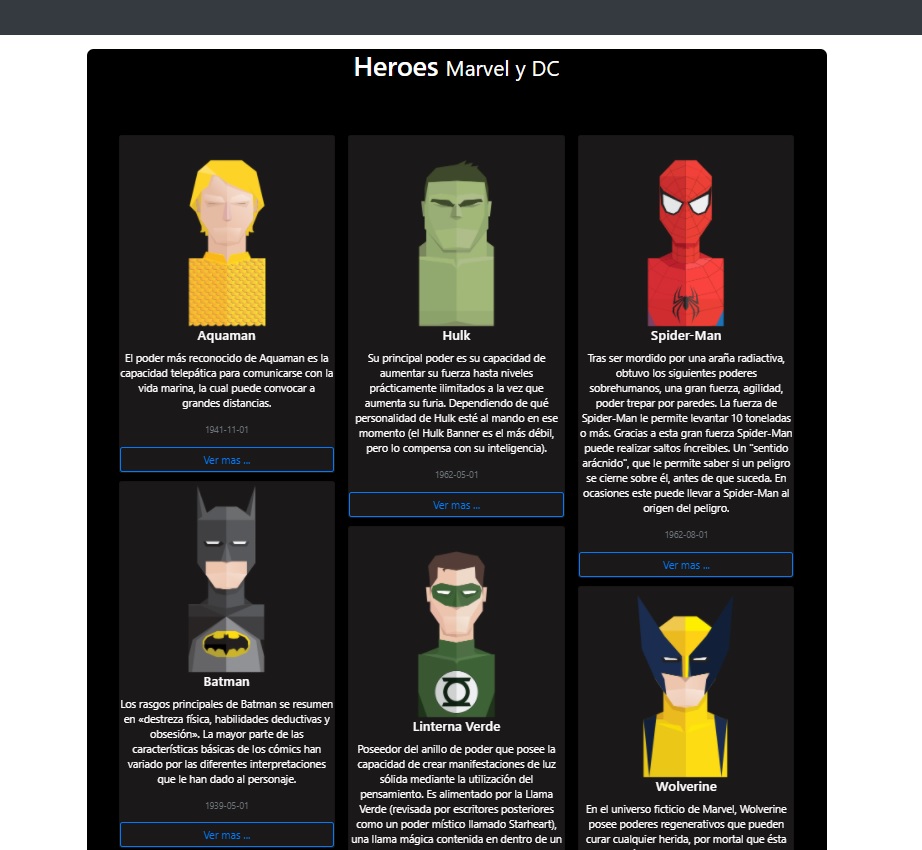 Heroes Marvel y DC
Aquaman
El poder más reconocido de Aquaman es la
capacidad telepática para comunicarse con la
vida marina, la cual puede convocar a
grandes distancias.
1941-11-01
Ver mas ...
Batman
Los rasgos principales de Batman se resumen
en «destreza física, habilidades deductivas y
obsesión». La mayor parte de las
características básicas de los cómics han
variado por las diferentes interpretaciones
que le han dado al personaje.
1939-05-01
Ver mas ...
Hulk
Su principal poder es su capacidad de
aumentar su fuerza hasta niveles
prácticamente ilimitados a la vez que
aumenta su furia. Dependiendo de qué
personalidad de Hulk esté al mando en ese
momento (el Hulk Banner es el más débil,
pero lo compensa con su inteligencia).
1962-05-01
Ver mas ...
Linterna Verde
Poseedor del anillo de poder que posee la
capacidad de crear manifestaciones de luz
sólida mediante la utilización del
pensamiento. Es alimentado por la Llama
Verde (revisada por escritores posteriores
como un poder místico llamado Starheart),
una llama mágica contenida en dentro de un
Spider-Man
Tras ser mordido por una araña radiactiva,
obtuvo los siguientes poderes
sobrehumanos, una gran fuerza, agilidad,
poder trepar por paredes. La fuerza de
Spider-Man le permite levantar 10 toneladas
o más. Gracias a esta gran fuerza Spider-Man
puede realizar saltos íncreibles. Un "sentido
arácnido", que le permite saber si un peligro
se cierne sobre él, antes de que suceda. En
ocasiones este puede llevar a Spider-Man al
origen del peligro.
1962-08-01
Ver mas ...
Wolverine
En el universo ficticio de Marvel, Wolverine
posee poderes regenerativos que pueden
curar cualquier herida, por mortal que ésta